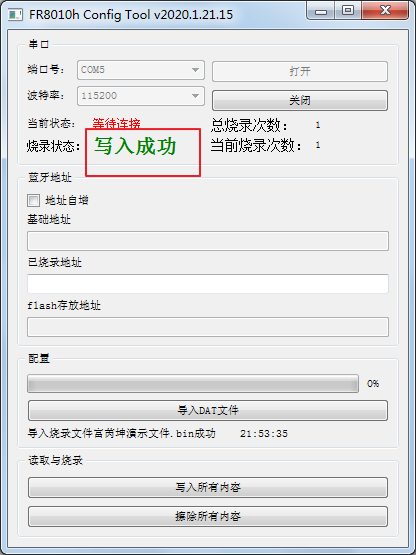 FR8010h Config Tool v2020.1.21.15
串口
端口号： COM5 打开
波特率： 115200 关闭
当前状态： 等待连接 总烧录次数： 1
烧录状态： 写入成功 当前烧录次数： 1
蓝牙地址
地址自增
基础地址
已烧录地址
flash存放地址
配置
0%
导入DAT文件
导入烧录文件富芮坤演示文件.bin成功 21:53:35
读取与烧录
写入所有内容
擦除所有内容